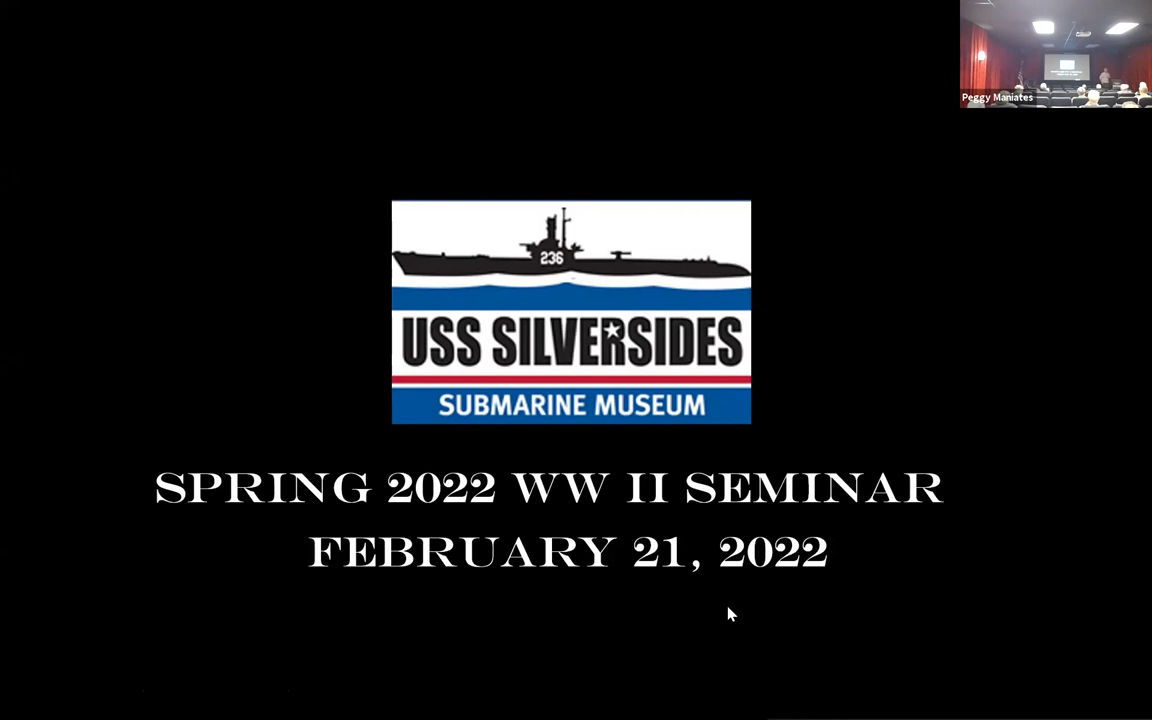 Peggy Maniates
236
USS SILVERSIDES
SUBMARINE MUSEUM
SPRING 2022 WW II SEMINAR
FEBRUARY 21, 2022